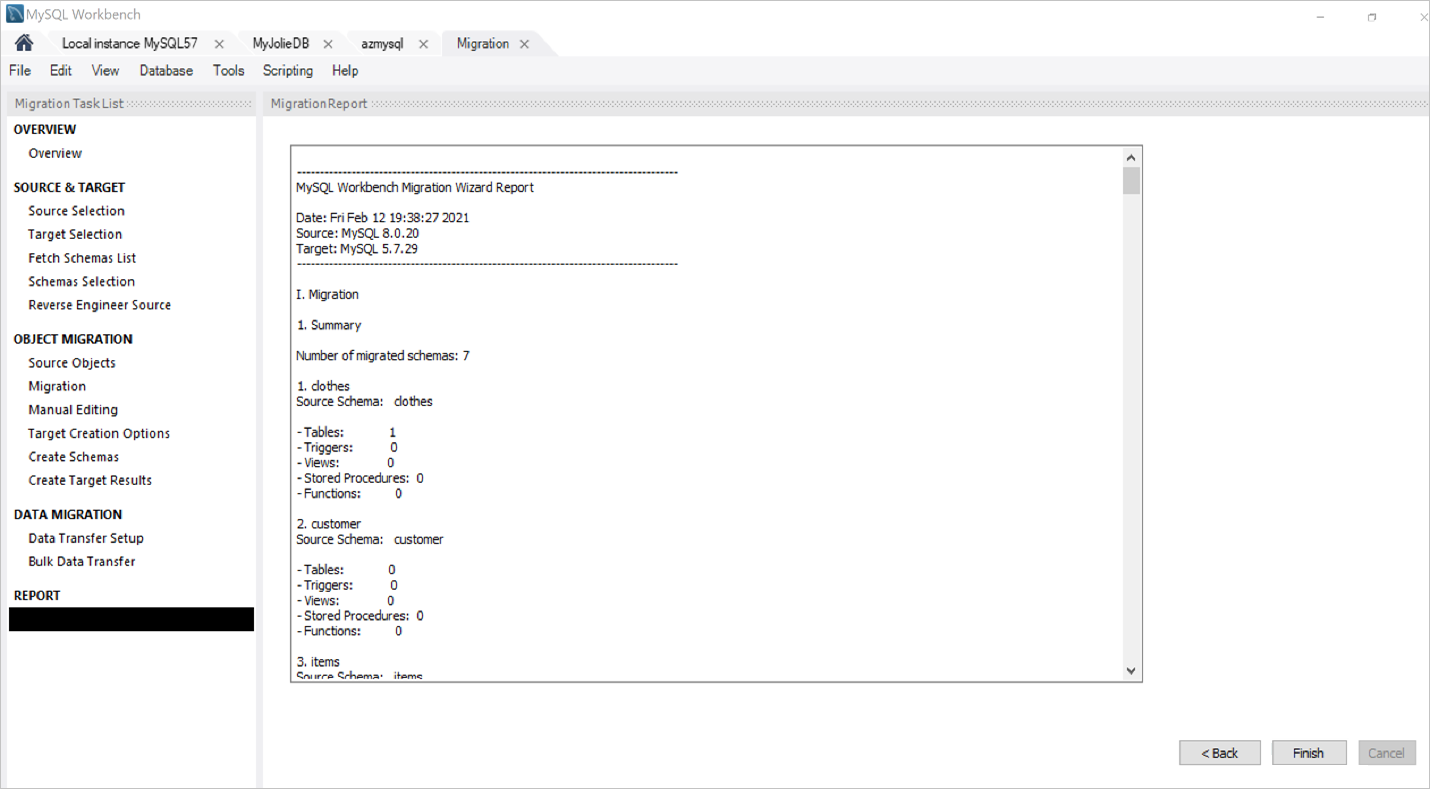 MySQL Workbench
Local instance MySQL57
MyJolieDB
azmysql
Migration
File Edit View Database Tools Scripting Help
Migration Task List
OVERVIEW
Overview
SOURCE & TARGET
Source Selection
Target Selection
Fetch Schemas List
Schemas Selection
Reverse Engineer Source
OBJECT MIGRATION
Source Objects
Migration
Manual Editing
Target Creation Options
Create Schemas
Create Target Results
DATA MIGRATION
Data Transfer Setup
Bulk Data Transfer
REPORT
Migration Report
------------------------------------------------------------------------------------
MySQL Workbench Migration Wizard Report
Date: Fri Feb 12 19:38:27 2021
Source: MySQL 8.0.20
Target: MySQL 5.7.29
------------------------------------------------------------------------------------
I. Migration
1. Summary
Number of migrated schemas: 7
1. clothes
Source Schema: clothes
- Tables: 1
- Triggers: 0
- Views: 0
- Stored Procedures: 0
- Functions: 0
2. customer
Source Schema: customer
- Tables: 0
- Triggers: 0
- Views: 0
- Stored Procedures: 0
- Functions: 0
3. items
Source Schema: items
< Back
Finish
Cancel